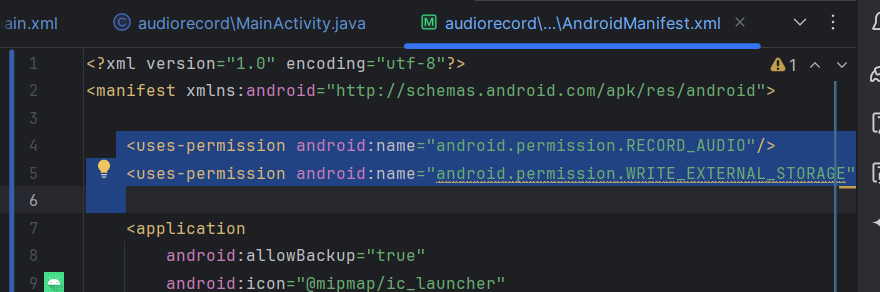 ain.xml audiorecord\MainActivity.java audiorecord\...\AndroidManifest.xml
1 <?xml version="1.0" encoding="utf-8"?> 1
2 <manifest xmlns:android="http://schemas.android.com/apk/res/android">
3
4 <uses-permission android:name="android.permission.RECORD_AUDIO"/>
5 <uses-permission android:name="android.permission.WRITE_EXTERNAL_STORAGE"
6
7 <application
8 android:allowBackup="true"
9 android:icon="@mipmap/ic_launcher"